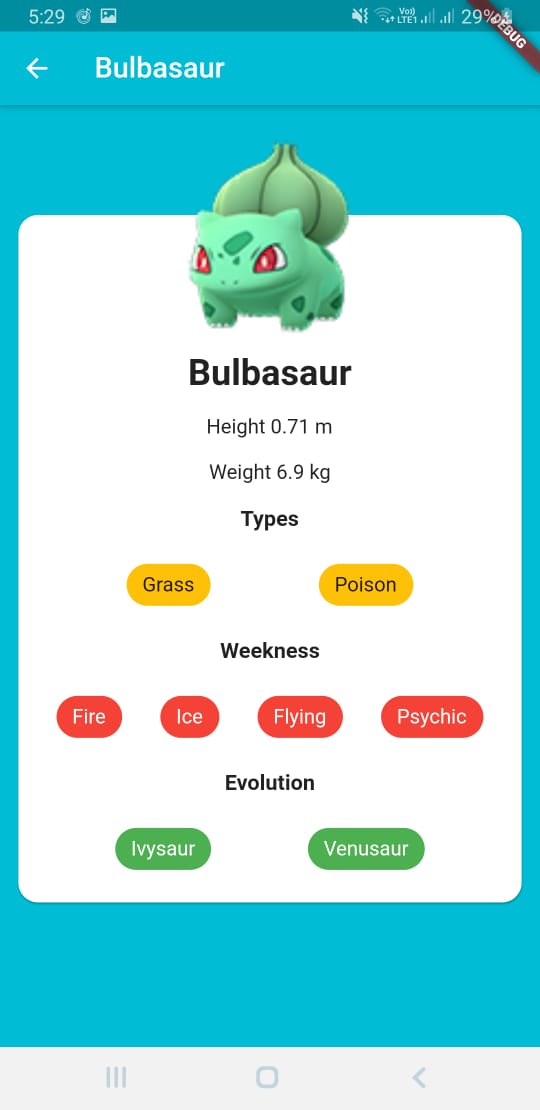 5:29 Vo) LTE1 29%
DEBUG
Bulbasaur
Bulbasaur
Height 0.71 m
Weight 6.9 kg
Types
Grass Poison
Weekness
Fire Ice Flying Psychic
Evolution
Ivysaur Venusaur